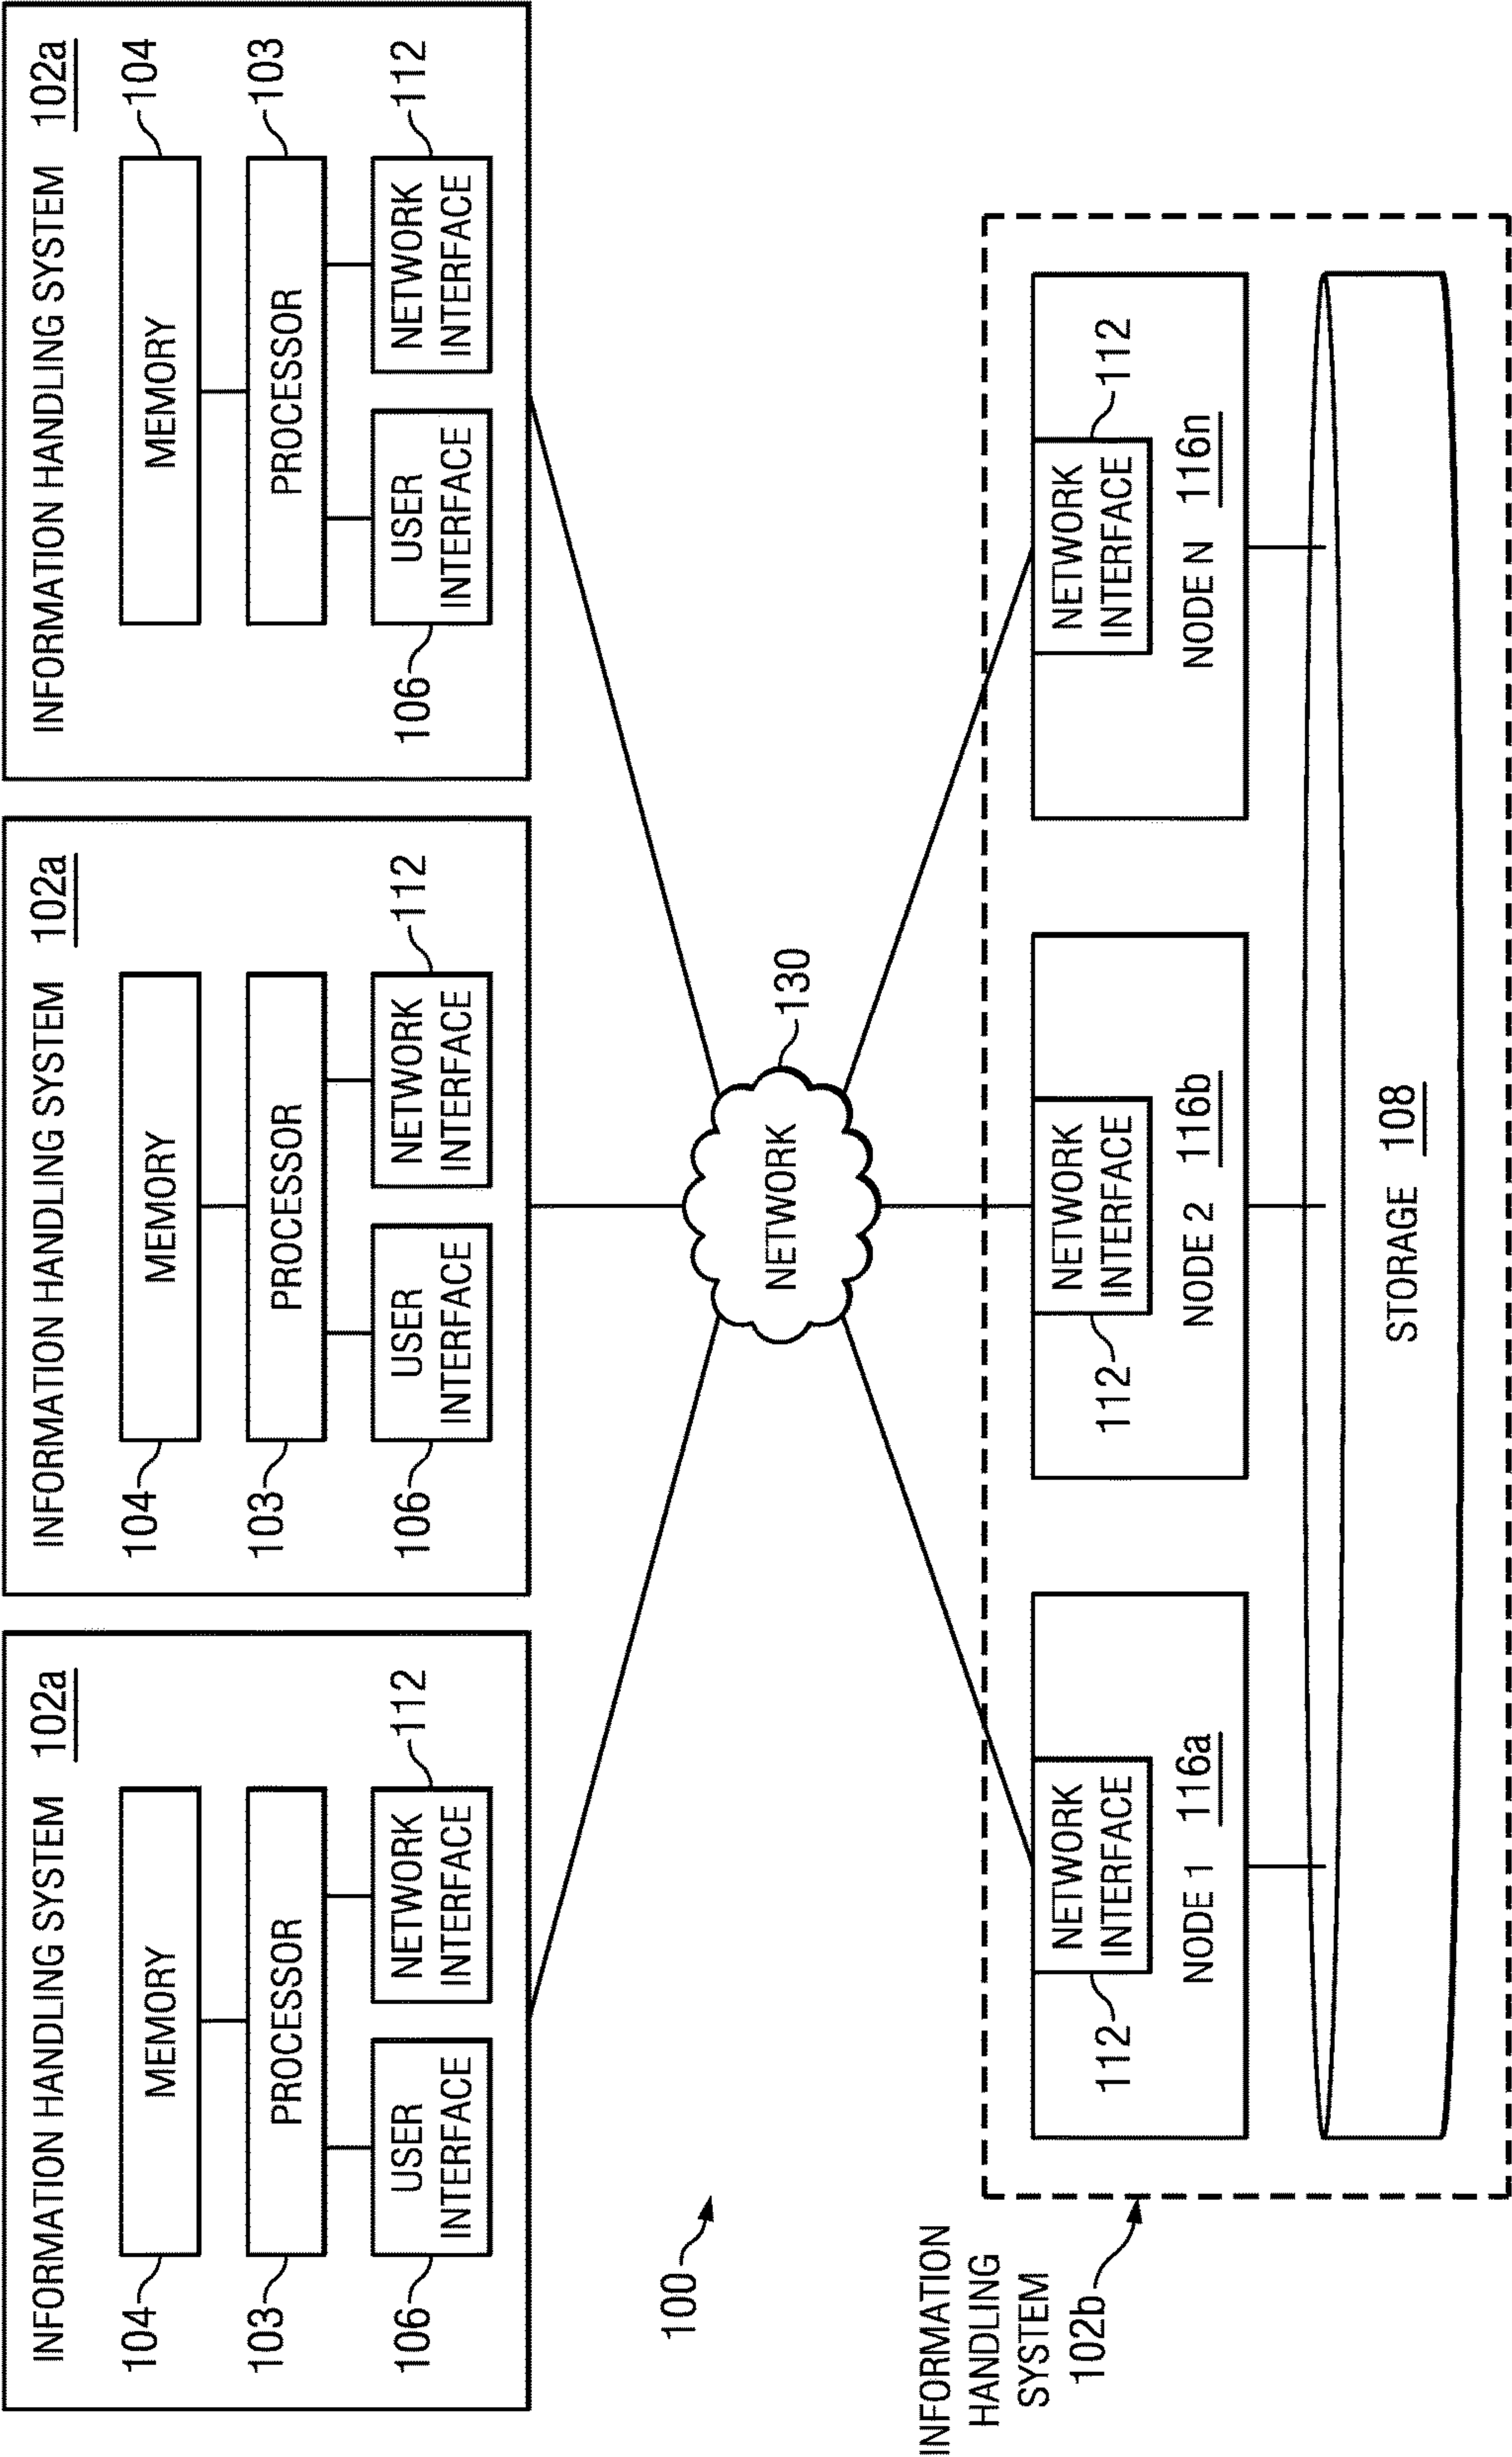 INFORMATION HANDLING SYSTEM 102a
104
MEMORY
103
PROCESSOR
106
USER
INTERFACE
NETWORK
INTERFACE
112
INFORMATION HANDLING SYSTEM 102a
104
MEMORY
103
PROCESSOR
106
USER
INTERFACE
NETWORK
INTERFACE
112
INFORMATION HANDLING SYSTEM 102a
MEMORY
104
PROCESSOR
103
106
USER
INTERFACE
NETWORK
INTERFACE
112
100
NETWORK
130
INFORMATION
HANDLING
SYSTEM
102b
NETWORK
INTERFACE
112
NODE 1 116a
NETWORK
INTERFACE
112
NODE 2 116b
NETWORK
INTERFACE
112
NODE N 116n
STORAGE 108